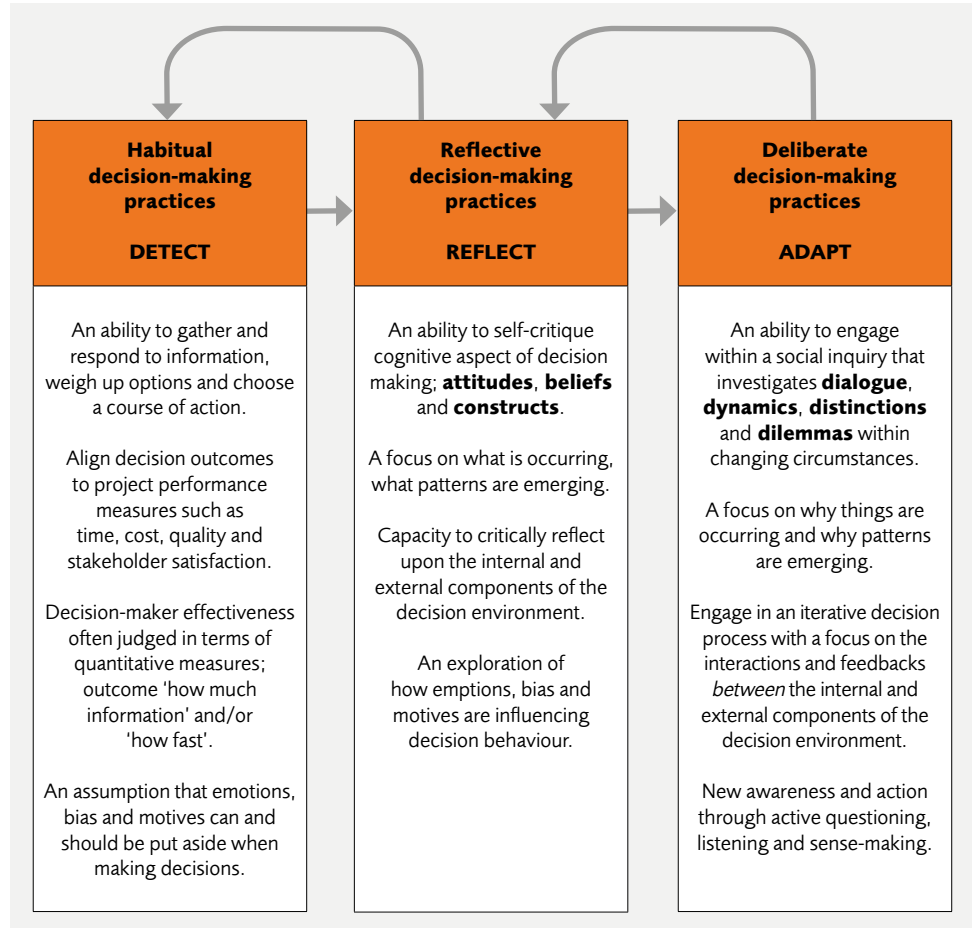 Habitual
decision-making
practices
DETECT
An ability to gather and
respond to information,
weigh up options and choose
a course of action.
Align decision outcomes
to project performance
measures such as
time, cost, quality and
stakeholder satisfaction.
Decision-maker effectiveness
often judged in terms of
quantitative measures;
outcome ‘how much
information’ and/or
‘how fast’.
An assumption that emotions,
bias and motives can and
should be put aside when
making decisions.
Reflective
decision-making
practices
REFLECT
An ability to self-critique
cognitive aspect of decision
making; attitudes, beliefs
and constructs.
A focus on what is occurring,
what patterns are emerging.
Capacity to critically reflect
upon the internal and
external components of the
decision environment.
An exploration of
how emptions, bias and
motives are influencing
decision behaviour.
Deliberate
decision-making
practices
ADAPT
An ability to engage
within a social inquiry that
investigates dialogue,
dynamics, distinctions
and dilemmas within
changing circumstances.
A focus on why things are
occurring and why patterns
are emerging.
Engage in an iterative decision
process with a focus on the
interactions and feedbacks
between the internal and
external components of the
decision environment.
New awareness and action
through active questioning,
listening and sense-making.